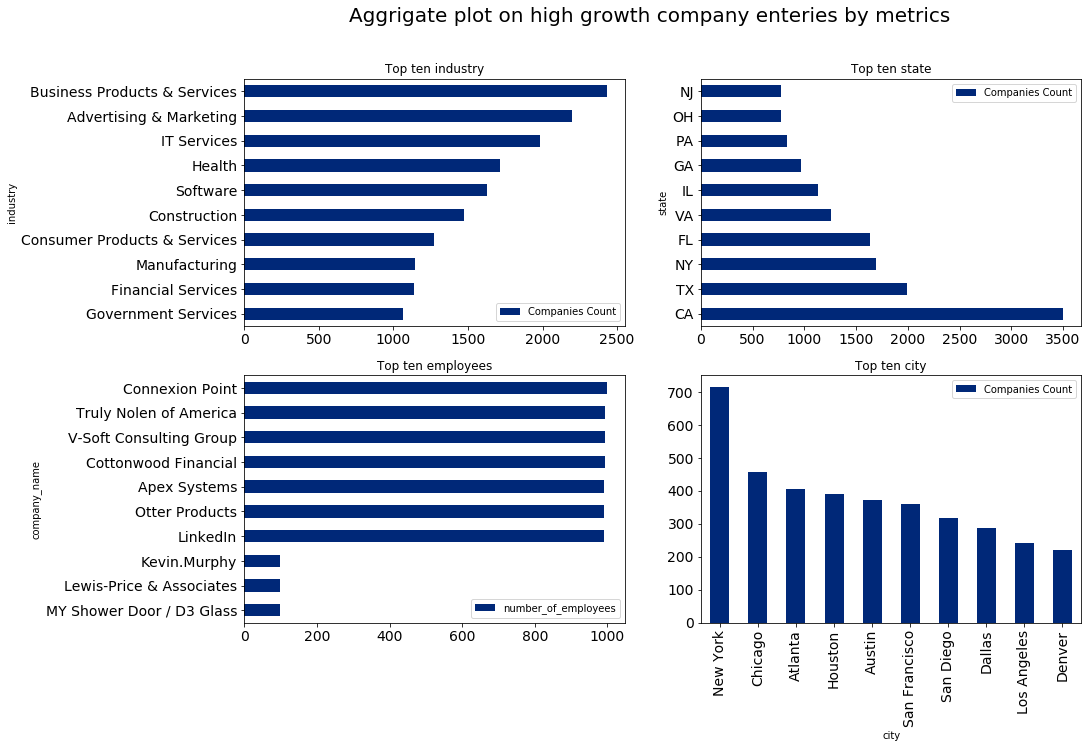 Aggrigate plot on high growth company enteries by metrics
Top ten industry
industry
Business Products & Services
Advertising & Marketing
IT Services
Health
Software
Construction
Consumer Products & Services
Manufacturing
Financial Services
Government Services
Companies Count
0 500 1000 1500 2000 2500
Top ten state
state
NJ
OH
PA
GA
IL
VA
FL
NY
TX
CA
Companies Count
0 500 1000 1500 2000 2500 3000 3500
Top ten employees
company_name
Connexion Point
Truly Nolen of America
V-Soft Consulting Group
Cottonwood Financial
Apex Systems
Otter Products
LinkedIn
Kevin.Murphy
Lewis-Price & Associates
MY Shower Door / D3 Glass
number_of_employees
0 200 400 600 800 1000
Top ten city
Companies Count
700
600
500
400
300
200
100
0
New York
Chicago
Atlanta
Houston
Austin
San Francisco
San Diego
Dallas
Los Angeles
Denver
city